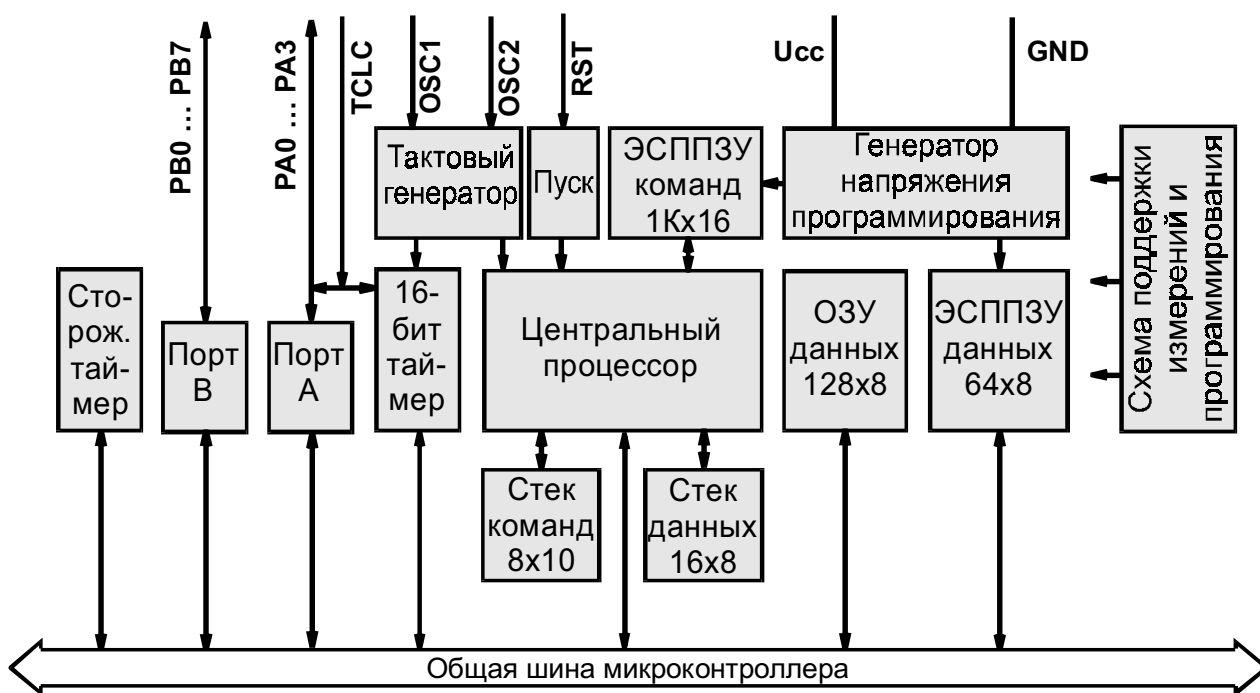 PB0 ... PB7
PA0 ... PA3
TCLC
OSC1
OSC2
RST
Ucc
GND
Тактовый
генератор
Пуск
ЭСППЗУ
команд
1Кх16
Генератор
напряжения
программирования
Схема поддержки
измерений и
программирования
Сто-
рож.
тай-
мер
Порт
В
Порт
А
16-
бит
тай-
мер
Центральный
процессор
ОЗУ
данных
128х8
ЭСППЗУ
данных
64х8
Стек
команд
8х10
Стек
данных
16х8
Общая шина микроконтроллера